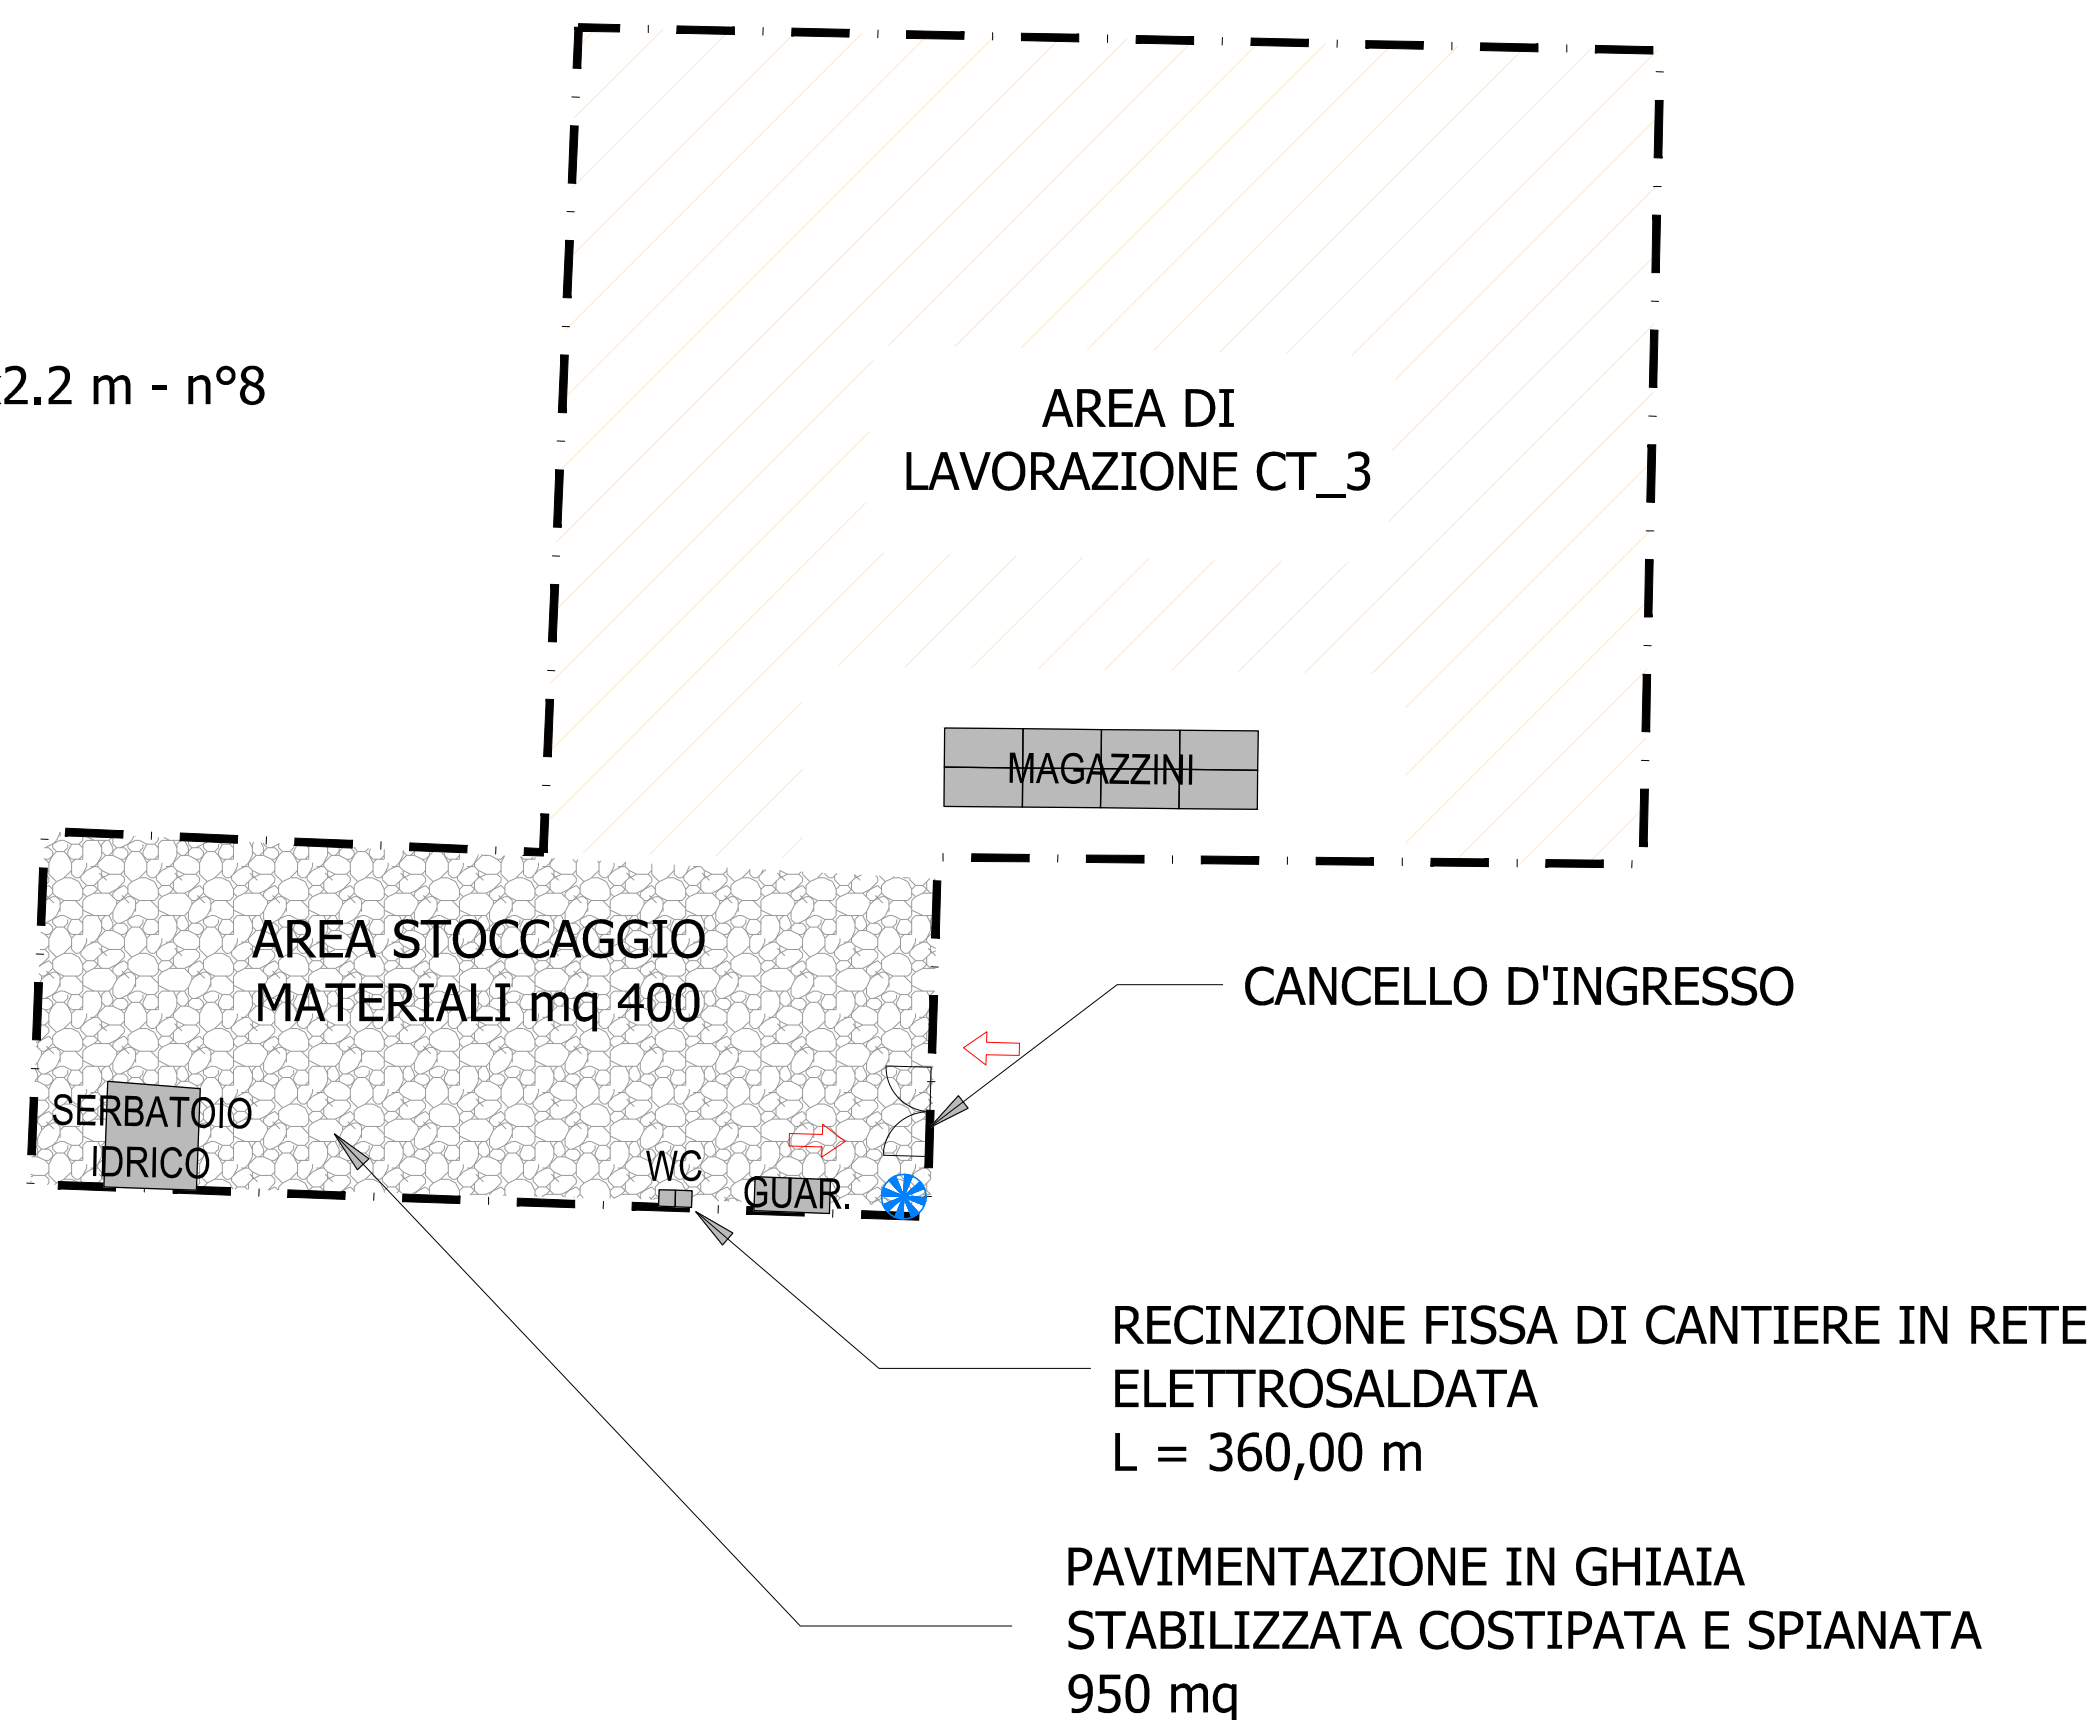 2.2 m - n°8
AREA DI
LAVORAZIONE CT_3
MAGAZZINI
AREA STOCCAGGIO
MATERIALI mq 400
CANCELLO D'INGRESSO
SERBATOIO
IDRICO
WC
GUAR.
RECINZIONE FISSA DI CANTIERE IN RETE
ELETTROSALDATA
L = 360,00 m
PAVIMENTAZIONE IN GHIAIA
STABILIZZATA COSTIPATA E SPIANATA
950 mq